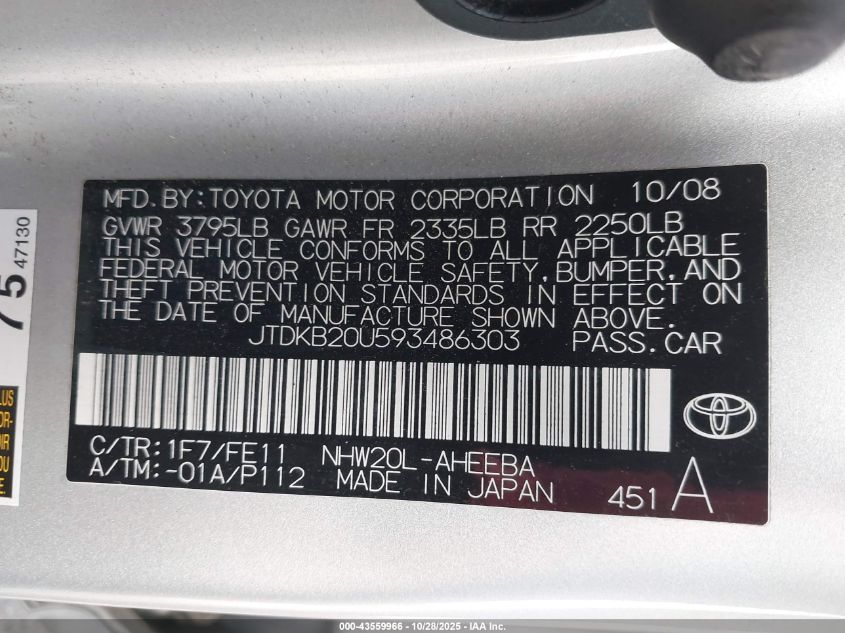 MFD. BY: TOYOTA MOTOR CORPORATION 10/08
GVWR 3795LB GAWR FR 2335LB RR 2250LB
THIS VEHICLE CONFORMS TO ALL APPLICABLE
FEDERAL MOTOR VEHICLE SAFETY, BUMPER, AND
THEFT PREVENTION STANDARDS IN EFFECT ON
THE DATE OF MANUFACTURE SHOWN ABOVE.
JTDKB20U593486303 PASS. CAR
C/TR: 1F7/FE11 NHW20L-AHEEBA
A/TM: -01A/P112 MADE IN JAPAN 451 A
75
47130
000-43559966 | 10/28/2025 - IAA Inc.